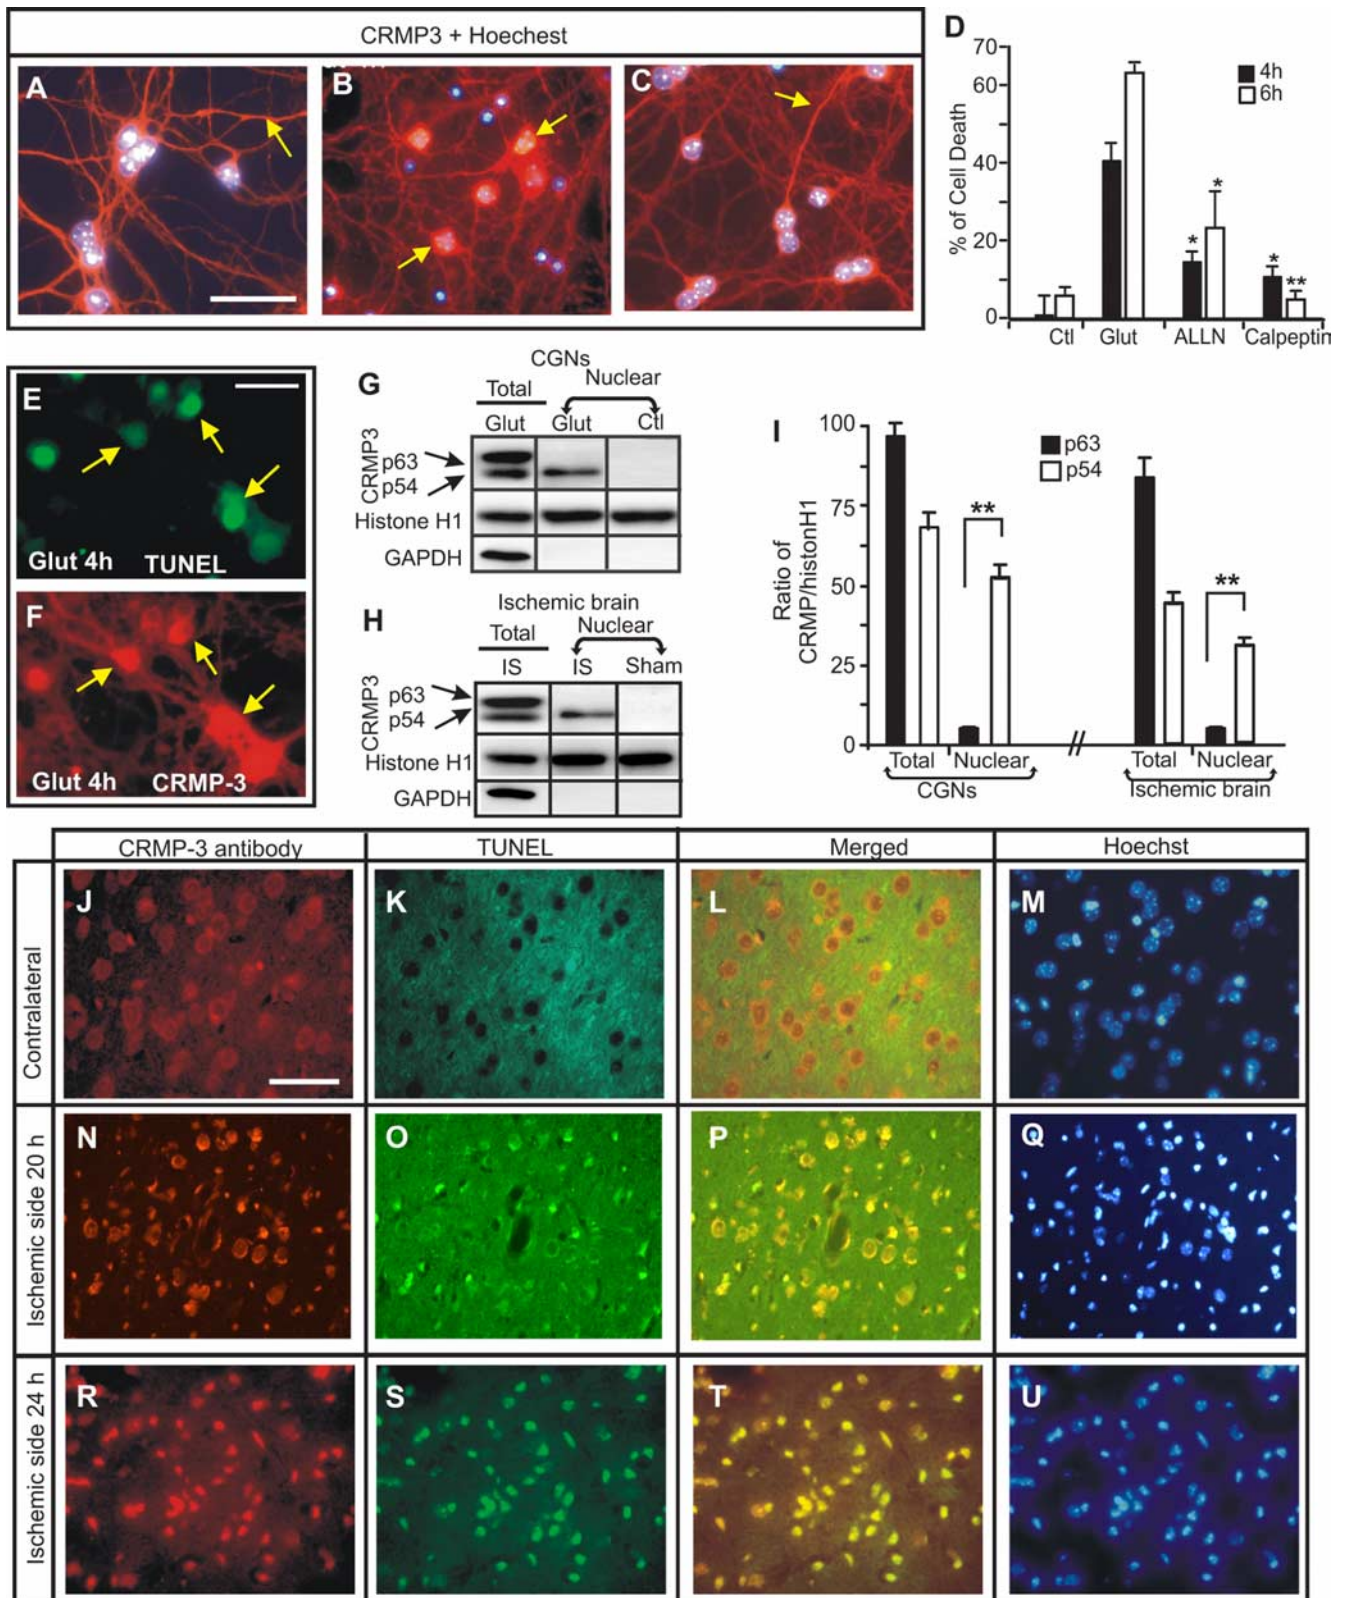 CRMP3 + Hoechest
A
B
C
D
70
60
40
20
0
% of Cell Death
4h
6h
*
*
*
**
Ctl Glut ALLN Calpeptin
E
Glut 4h TUNEL
F
Glut 4h CRMP-3
G
CGNs
Total Nuclear
Glut Glut Ctl
CRMP3
p63
p54
Histone H1
GAPDH
H
Ischemic brain
Total Nuclear
IS IS Sham
CRMP3
p63
p54
Histone H1
GAPDH
I
100
75
50
25
0
Ratio of
CRMP/histonH1
p63
p54
**
**
Total Nuclear // Total Nuclear
CGNs Ischemic brain
CRMP-3 antibody TUNEL Merged Hoechst
Contralateral
J K L M
Ischemic side 20 h
N O P Q
Ischemic side 24 h
R S T U